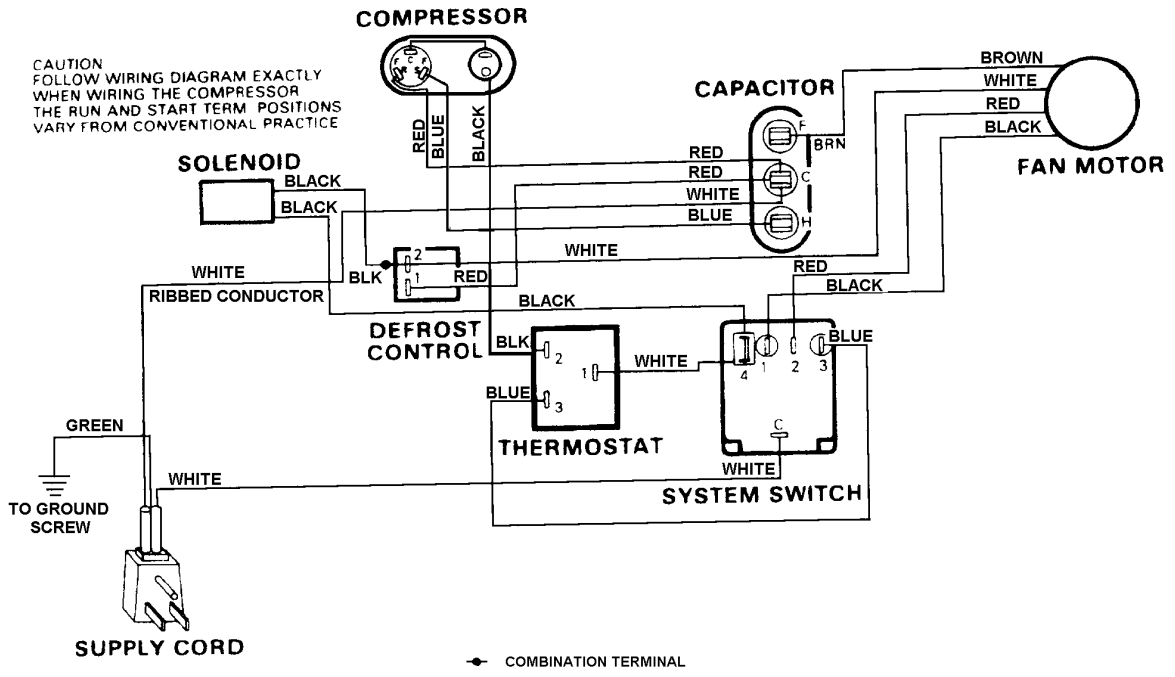 COMPRESSOR
CAUTION
FOLLOW WIRING DIAGRAM EXACTLY
WHEN WIRING THE COMPRESSOR
THE RUN AND START TERM POSITIONS
VARY FROM CONVENTIONAL PRACTICE
F C F
R S
RED
BLUE
BLACK
CAPACITOR
F
BRN
C
H
BROWN
WHITE
RED
BLACK
FAN MOTOR
SOLENOID
BLACK
BLACK
RED
RED
WHITE
BLUE
WHITE
RIBBED CONDUCTOR
BLK
2
1
RED
WHITE
DEFROST
CONTROL
RED
BLACK
BLACK
BLK
2
1
BLUE
3
WHITE
THERMOSTAT
4
1
2
3
BLUE
C
WHITE
SYSTEM SWITCH
GREEN
WHITE
TO GROUND
SCREW
SUPPLY CORD
COMBINATION TERMINAL